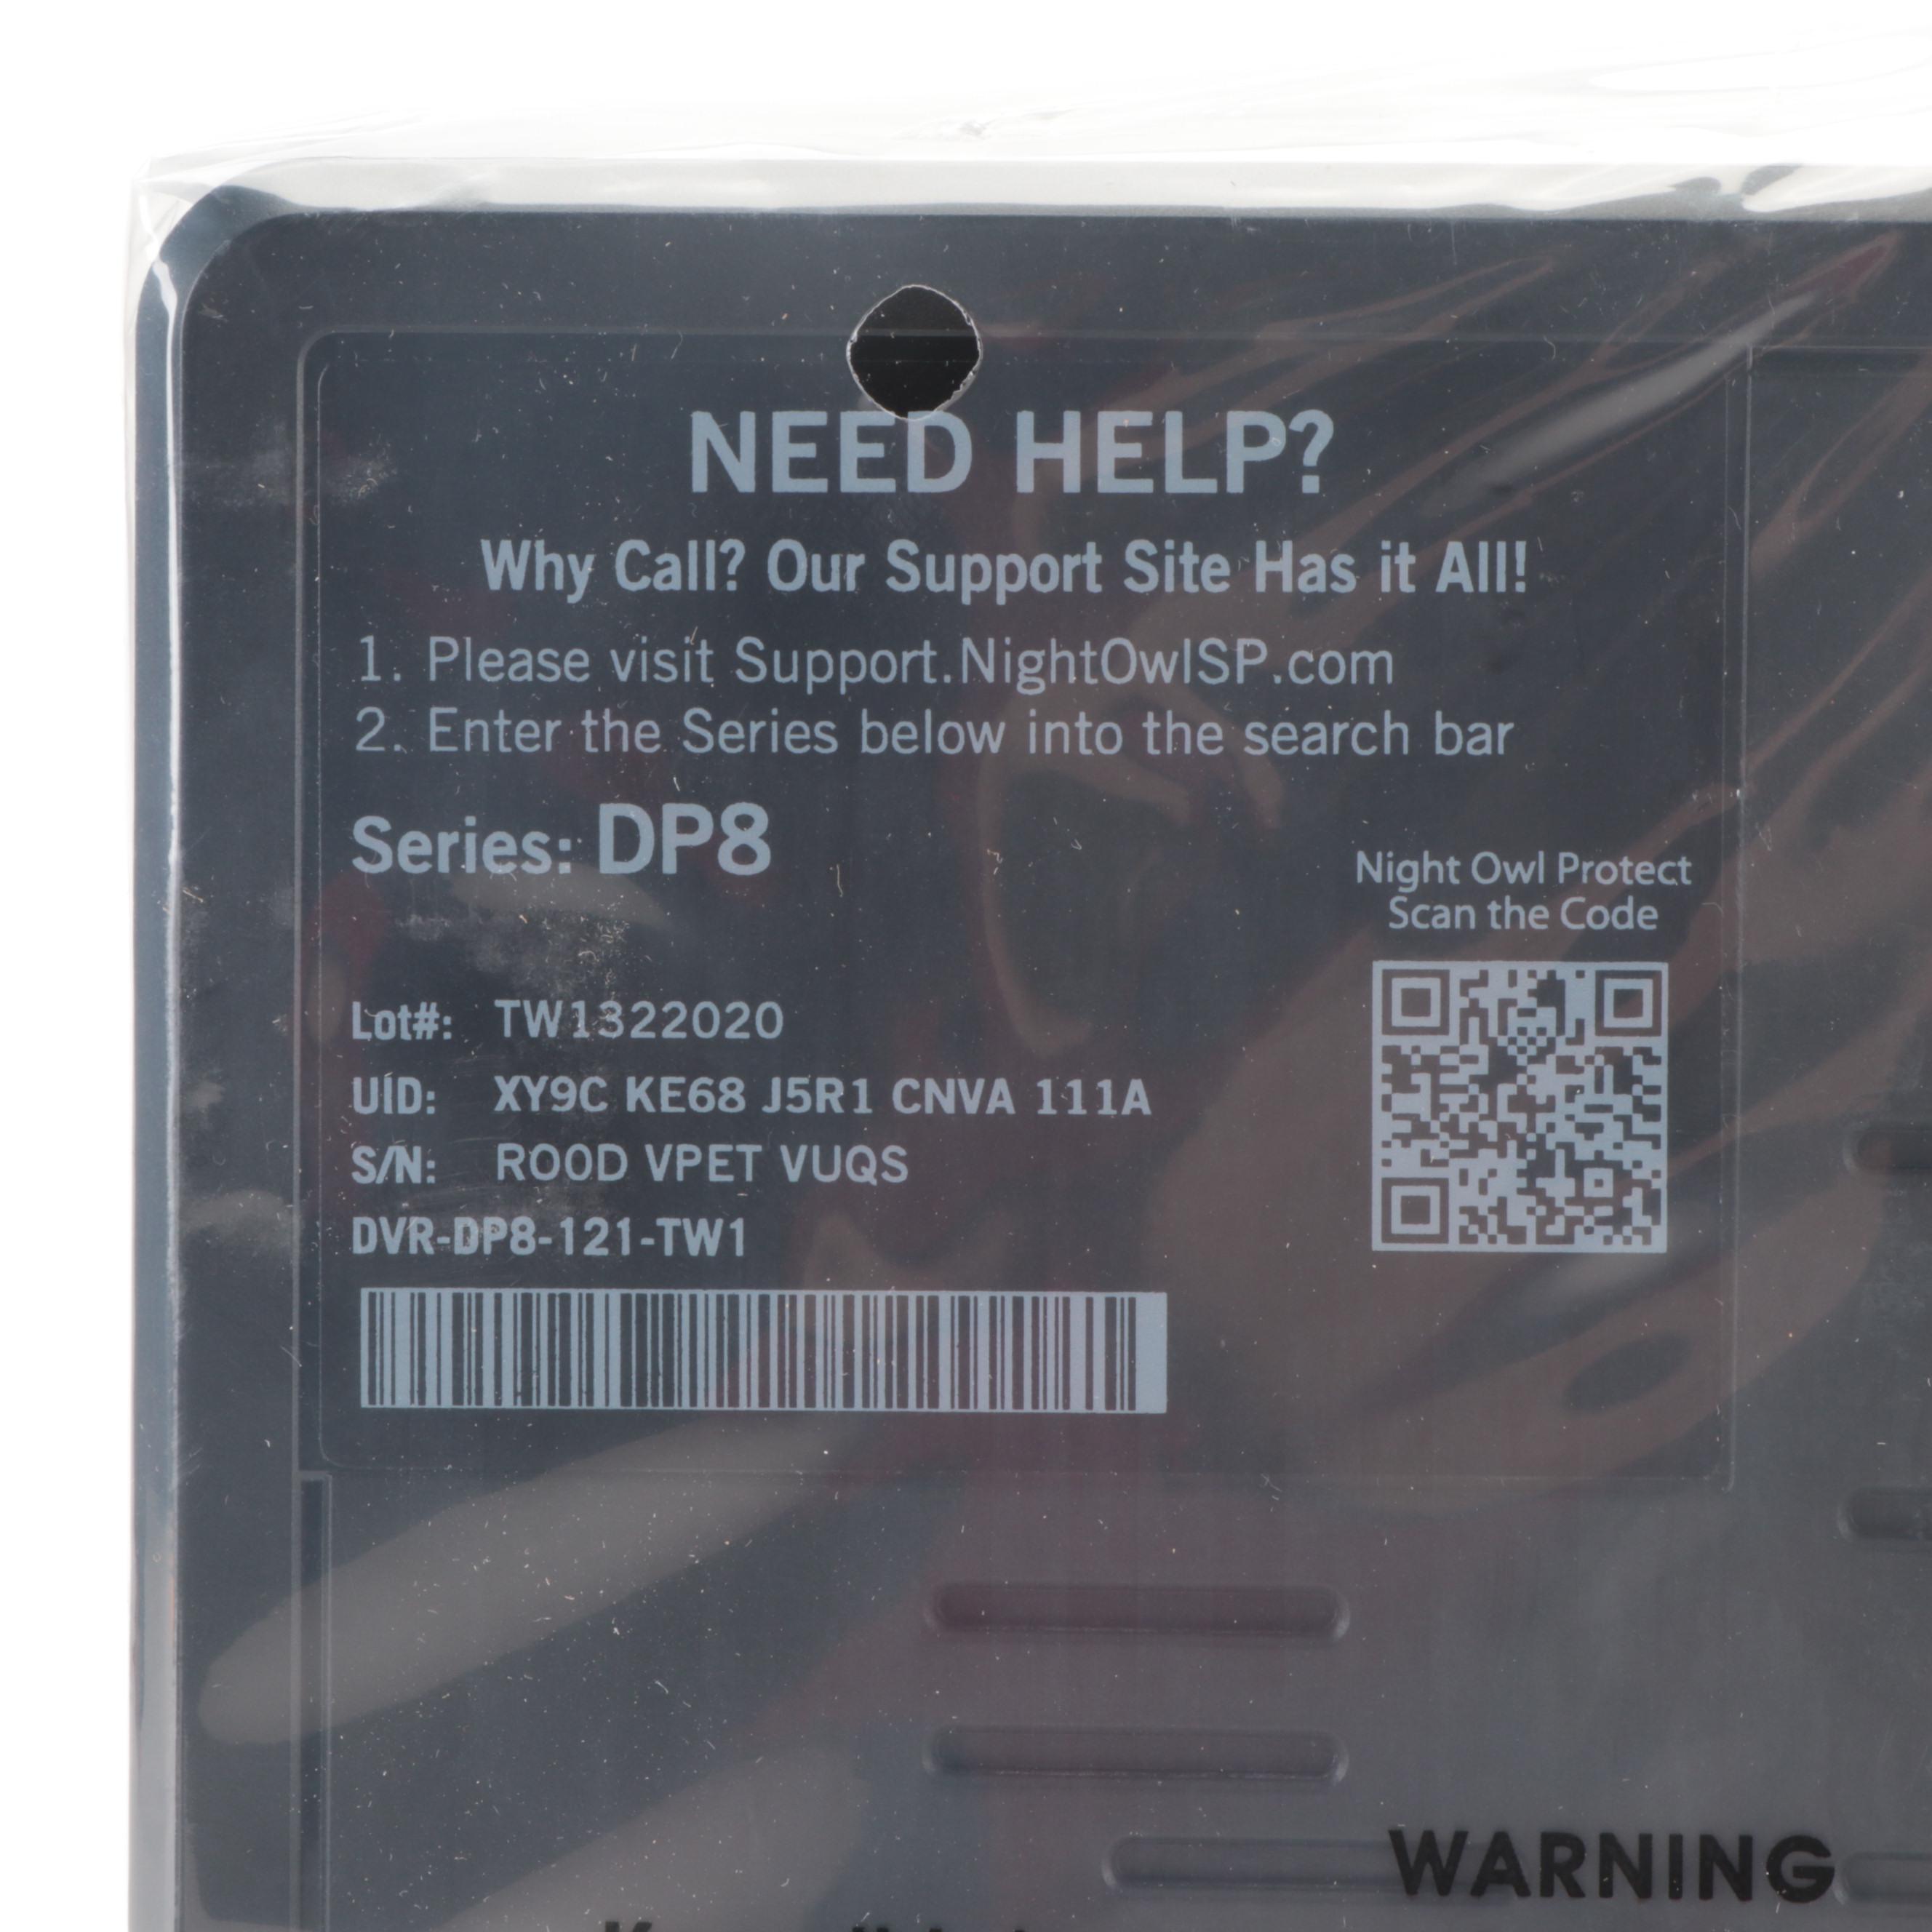 NEED HELP?
Why Call? Our Support Site Has it All!
1. Please visit Support.NightOwlSP.com
2. Enter the Series below into the search bar
Series: DP8
Night Owl Protect
Scan the Code
Lot#: TW1322020
UID: XY9C KE68 J5R1 CNVA 111A
S/N: ROOD VPET VUQS
DVR-DP8-121-TW1
WARNING